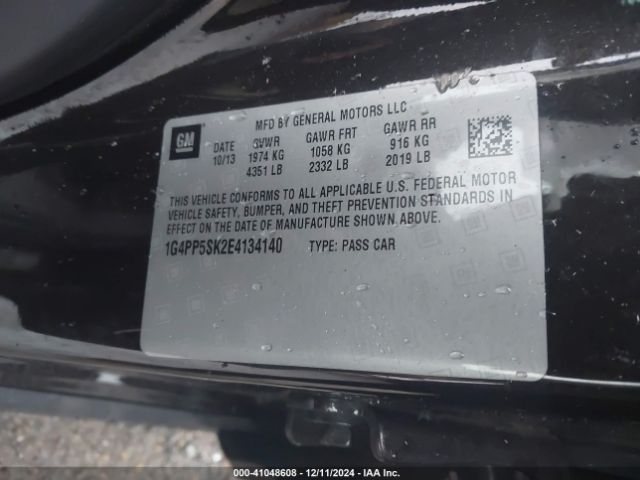 GM
MFD BY GENERAL MOTORS LLC
DATE GVWR GAWR FRT GAWR RR
10/13 1974 KG 1058 KG 916 KG
4351 LB 2332 LB 2019 LB
THIS VEHICLE CONFORMS TO ALL APPLICABLE U.S. FEDERAL MOTOR
VEHICLE SAFETY, BUMPER, AND THEFT PREVENTION STANDARDS IN
EFFECT ON THE DATE OF MANUFACTURE SHOWN ABOVE.
1G4PP5SK2E4134140 TYPE: PASS CAR
000-41048608 - 12/11/2024 - IAA Inc.